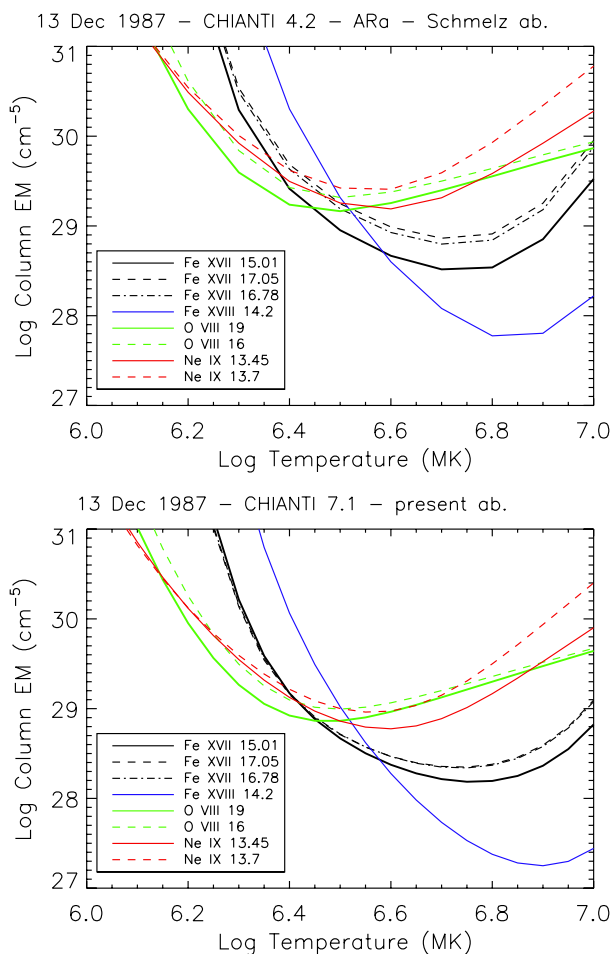 13 Dec 1987 – CHIANTI 4.2 – ARa – Schmelz ab.
Log Column EM (cm⁻⁵)
31
30
29
28
27
Fe XVII 15.01
Fe XVII 17.05
Fe XVII 16.78
Fe XVIII 14.2
O VIII 19
O VIII 16
Ne IX 13.45
Ne IX 13.7
6.0 6.2 6.4 6.6 6.8 7.0
Log Temperature (MK)
13 Dec 1987 – CHIANTI 7.1 – present ab.
Log Column EM (cm⁻⁵)
31
30
29
28
27
Fe XVII 15.01
Fe XVII 17.05
Fe XVII 16.78
Fe XVIII 14.2
O VIII 19
O VIII 16
Ne IX 13.45
Ne IX 13.7
6.0 6.2 6.4 6.6 6.8 7.0
Log Temperature (MK)